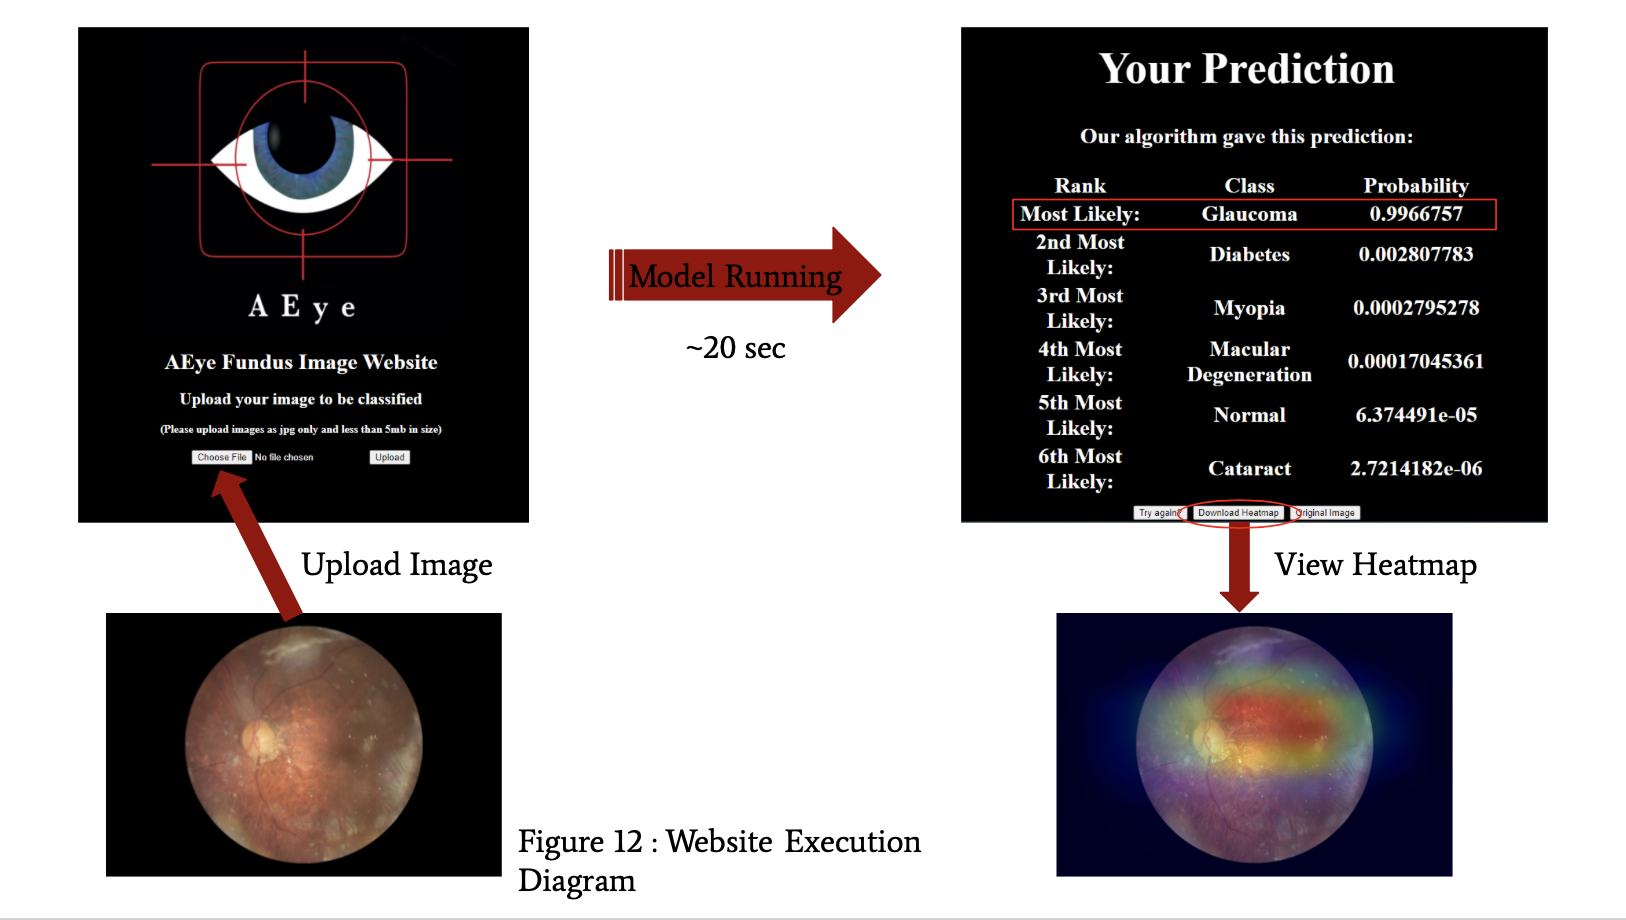 A E y e
AEye Fundus Image Website
Upload your image to be classified
(Please upload images as jpg only and less than 5mb in size)
Choose File No file chosen Upload
Upload Image
Model Running
~20 sec
Your Prediction
Our algorithm gave this prediction:
Rank Class Probability
Most Likely: Glaucoma 0.9966757
2nd Most
Likely: Diabetes 0.002807783
3rd Most
Likely: Myopia 0.0002795278
4th Most
Likely: Macular
Degeneration 0.00017045361
5th Most
Likely: Normal 6.374491e-05
6th Most
Likely: Cataract 2.7214182e-06
Try again? Download Heatmap Original Image
View Heatmap
Figure 12 : Website Execution
Diagram